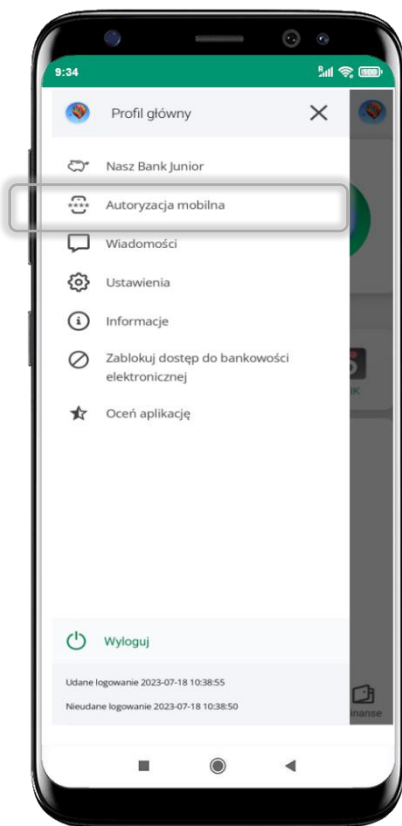 9:34
Profil główny
Nasz Bank Junior
Autoryzacja mobilna
Wiadomości
Ustawienia
Informacje
Zablokuj dostęp do bankowości
elektronicznej
Oceń aplikację
Wyloguj
Udane logowanie 2023-07-18 10:38:55
Nieudane logowanie 2023-07-18 10:38:50